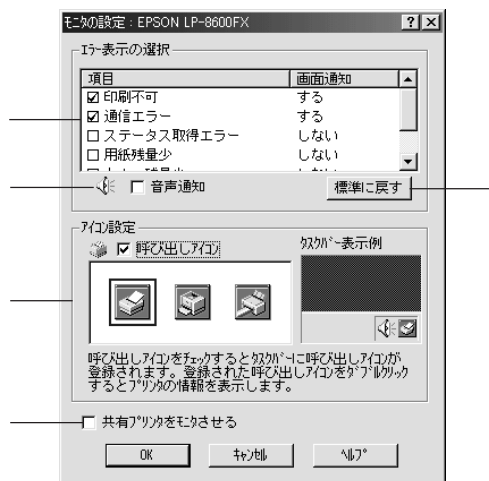 ﾓﾆﾀの設定 : EPSON LP-8600FX
ｴﾗｰ表示の選択
項目 画面通知
印刷不可 する
通信エラー する
ステータス取得エラー しない
用紙残量少 しない
音声通知 標準に戻す
ｱｲｺﾝ設定
呼び出しｱｲｺﾝ ﾀｽｸﾊﾞｰ表示例
呼び出しｱｲｺﾝをﾁｪｯｸするとﾀｽｸﾊﾞｰに呼び出しｱｲｺﾝが
登録されます。登録された呼び出しｱｲｺﾝをﾀﾞﾌﾞﾙｸﾘｯｸ
するとﾌﾟﾘﾝﾀの情報を表示します。
共有ﾌﾟﾘﾝﾀをﾓﾆﾀさせる
OK ｷｬﾝｾﾙ ﾍﾙﾌﾟ